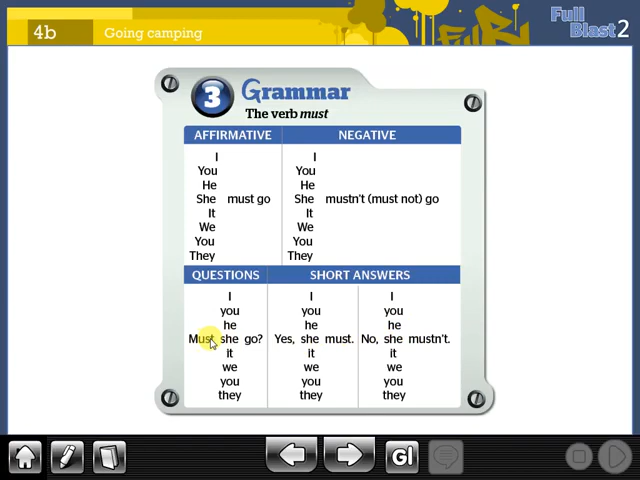 4b
Going camping
Full
Blast2
3
Grammar
The verb must
AFFIRMATIVE
NEGATIVE
I
You
He
She must go
It
We
You
They
I
You
He
She mustn't (must not) go
It
We
You
They
QUESTIONS
SHORT ANSWERS
I
you
he
Must she go?
it
we
you
they
I
you
he
Yes, she must.
it
we
you
they
I
you
he
No, she mustn't.
it
we
you
they
Gl